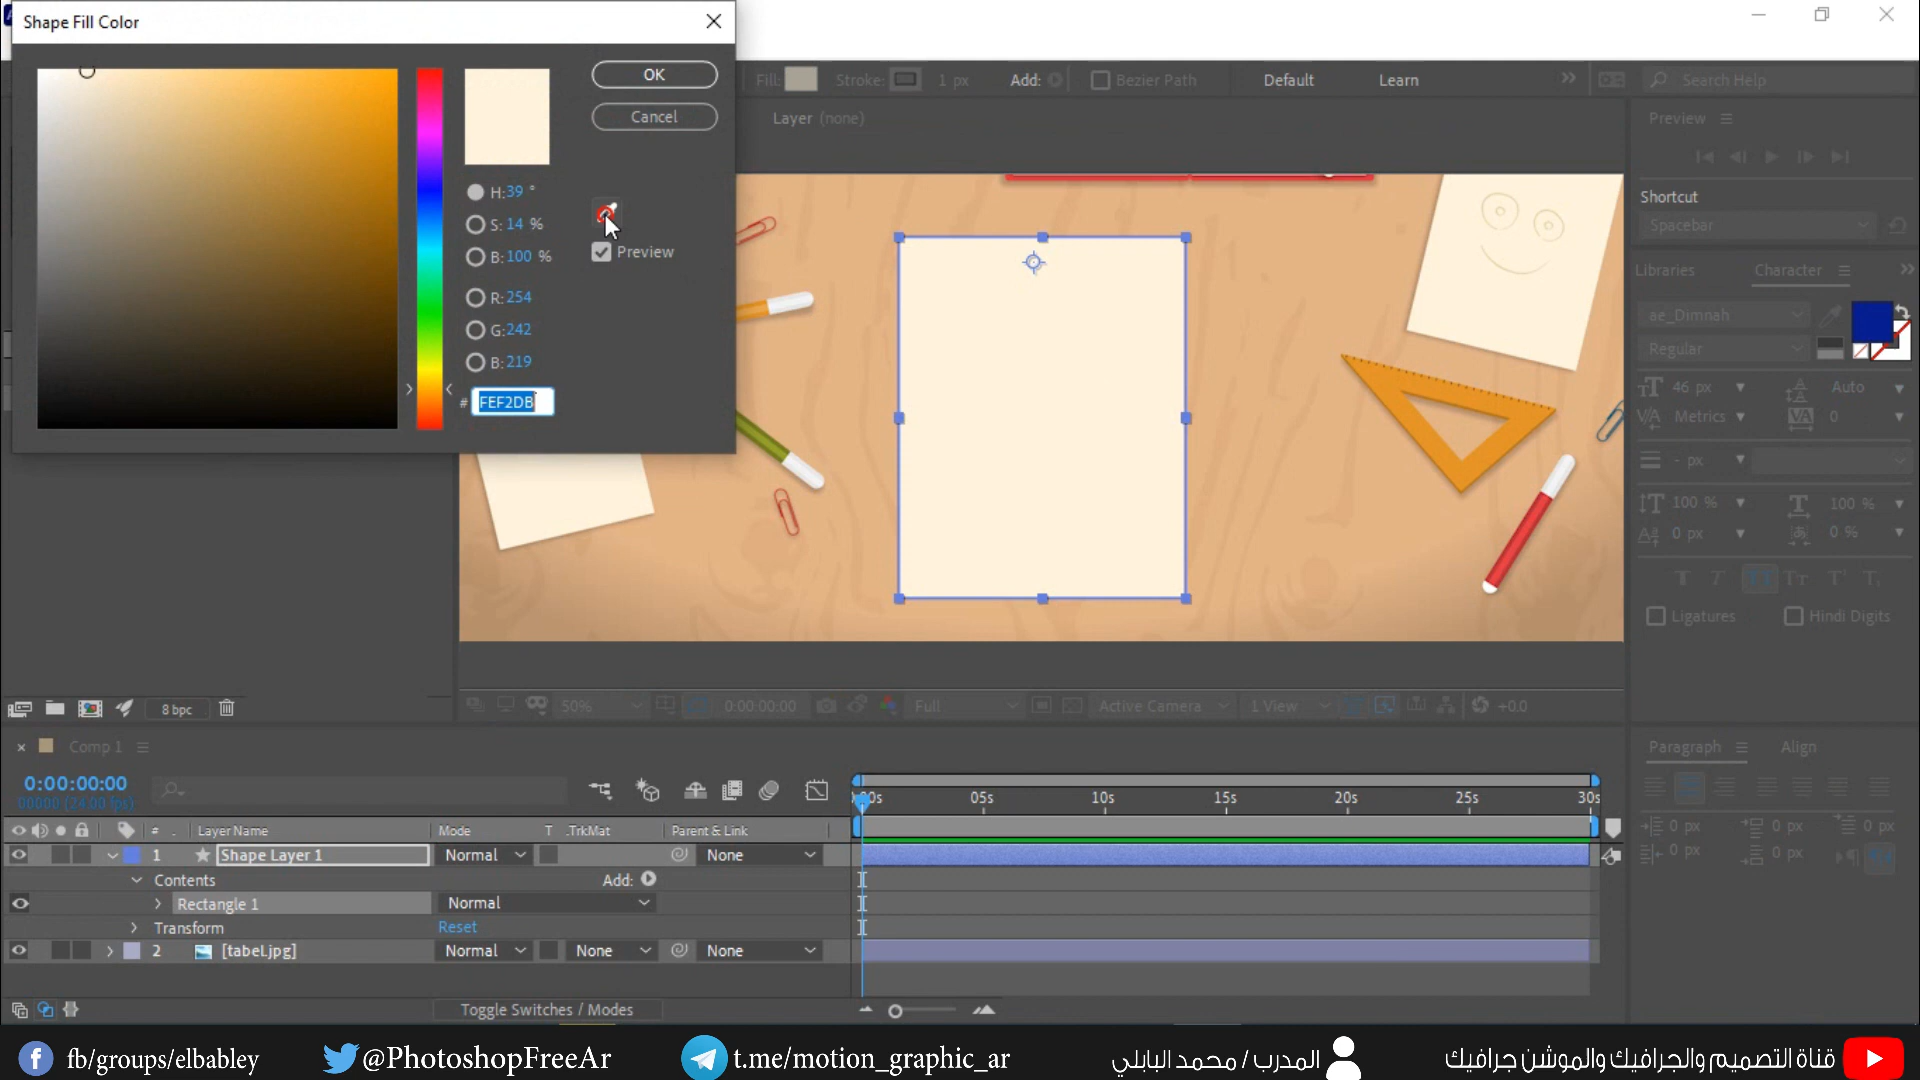 Shape Fill Color
OK
Cancel
H: 39 °
S: 14 %
B: 100 %
Preview
R: 254
G: 242
B: 219
# FEF2DB
Fill: Stroke: 1 px Add: Bezier Path Default Learn Search Help
Layer (none)
Preview
Shortcut
Spacebar
Libraries Character
ae_Dimnah
Regular
46 px Auto
Metrics 0
- px
100 % 100 %
0 px 0 %
Ligatures Hindi Digits
8 bpc
50% 0:00:00:00 Full Active Camera 1 View +0.0
Comp 1
Paragraph Align
0:00:00:00
00000 (24.00 fps)
05s 10s 15s 20s 25s 30s
# Layer Name Mode T .TrkMat Parent & Link
1 Shape Layer 1 Normal None
Contents Add:
Rectangle 1 Normal
Transform Reset
2 [tabel.jpg] Normal None None
0 px 0 px 0 px
0 px 0 px
Toggle Switches / Modes
fb/groups/elbabley @PhotoshopFreeAr t.me/motion_graphic_ar المدرب / محمد البابلي قناة التصميم والجرافيك والموشن جرافيك